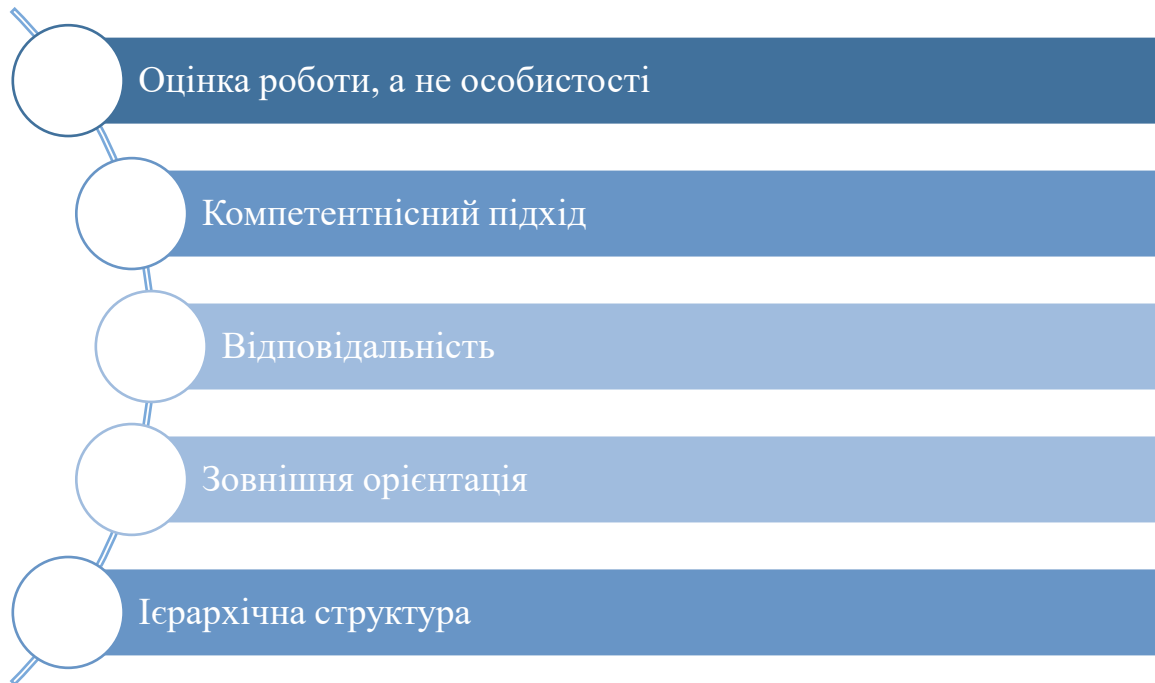 Оцінка роботи, а не особистості
Компетентнісний підхід
Відповідальність
Зовнішня орієнтація
Ієрархічна структура